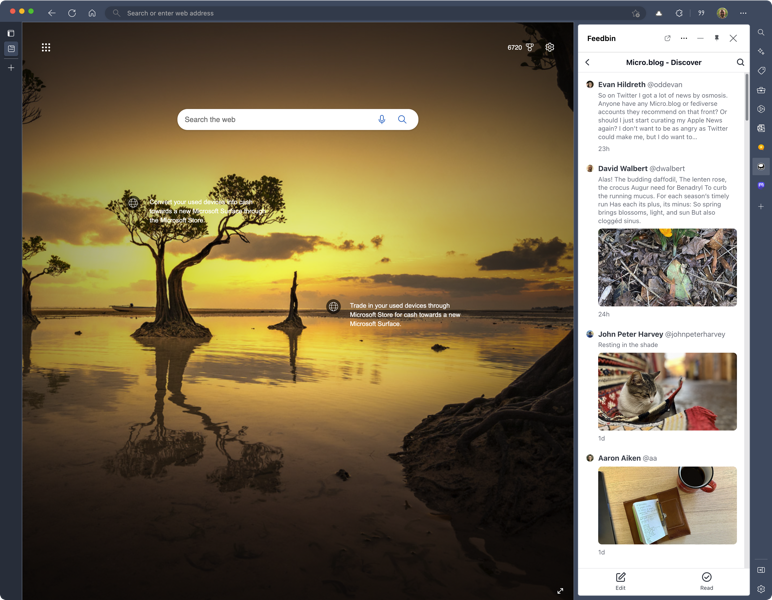 Search or enter web address
6720
Search the web
Convert your used devices into cash
towards a new Microsoft Surface through
the Microsoft Store.
Trade in your used devices through
Microsoft Store for cash towards a new
Microsoft Surface.
Feedbin
Micro.blog - Discover
Evan Hildreth @oddevan
So on Twitter I got a lot of news by osmosis.
Anyone have any Micro.blog or fediverse
accounts they recommend on that front? Or
should I just start curating my Apple News
again? I don't want to be as angry as Twitter
could make me, but I do want to...
23h
David Walbert @dwalbert
Alas! The budding daffodil, The lenten rose,
the crocus Augur need for Benadryl To curb
the running mucus. For each season's timely
run Has each its plus, its minus: So spring
brings blossoms, light, and sun But also
cloggéd sinus.
24h
John Peter Harvey @johnpeterharvey
Resting in the shade
1d
Aaron Aiken @aa
1d
Edit
Read